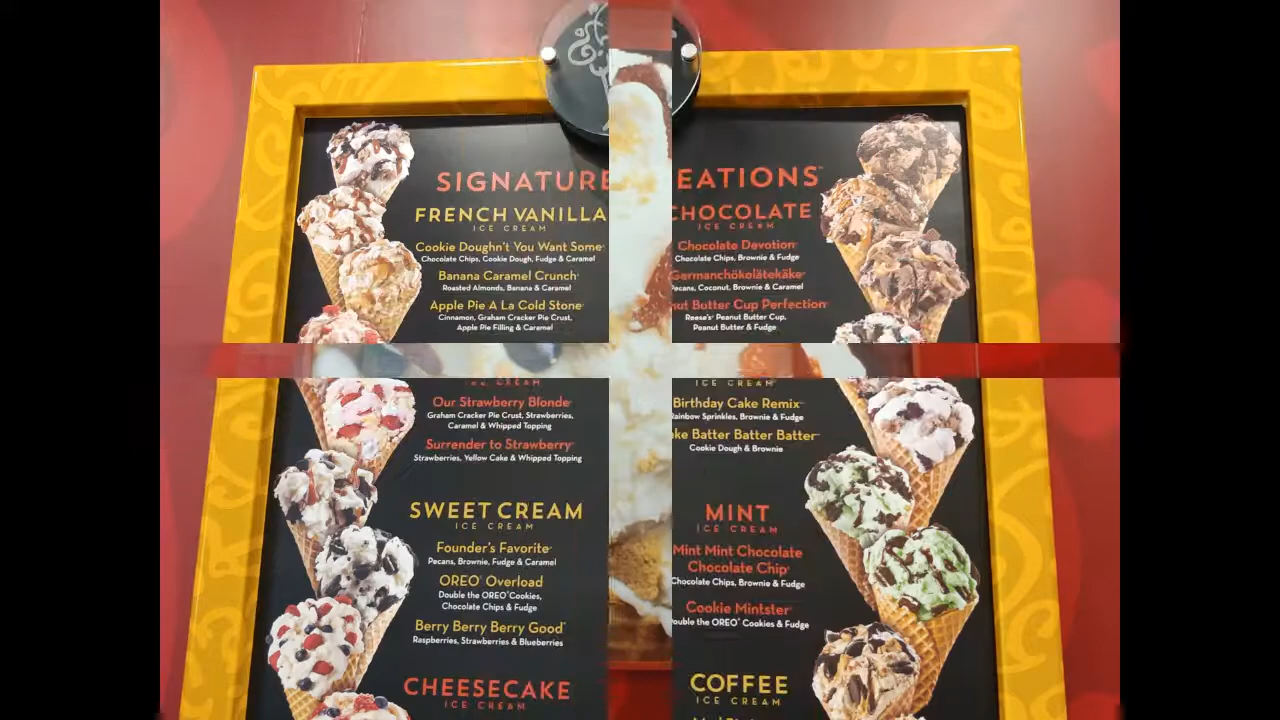 SIGNATURE
FRENCH VANILLA
ICE CREAM
Cookie Doughn't You Want Some
Chocolate Chips, Cookie Dough, Fudge & Caramel
Banana Caramel Crunch
Roasted Almonds, Banana & Caramel
Apple Pie A La Cold Stone
Cinnamon, Graham Cracker Pie Crust,
Apple Pie Filling & Caramel
EATIONS™
CHOCOLATE
ICE CREAM
Chocolate Devotion
Chocolate Chips, Brownie & Fudge
Germanchökolätekäke
Pecans, Coconut, Brownie & Caramel
nut Butter Cup Perfection
Reese's Peanut Butter Cup,
Peanut Butter & Fudge
ICE CREAM
Our Strawberry Blonde
Graham Cracker Pie Crust, Strawberries,
Caramel & Whipped Topping
Surrender to Strawberry
Strawberries, Yellow Cake & Whipped Topping
SWEET CREAM
ICE CREAM
Founder's Favorite
Pecans, Brownie, Fudge & Caramel
OREO® Overload
Double the OREO® Cookies,
Chocolate Chips & Fudge
Berry Berry Berry Good
Raspberries, Strawberries & Blueberries
CHEESECAKE
ICE CREAM
ICE CREAM
Birthday Cake Remix
Rainbow Sprinkles, Brownie & Fudge
ke Batter Batter Batter
Cookie Dough & Brownie
MINT
ICE CREAM
Mint Mint Chocolate
Chocolate Chip
Chocolate Chips, Brownie & Fudge
Cookie Mintster
Double the OREO® Cookies & Fudge
COFFEE
ICE CREAM